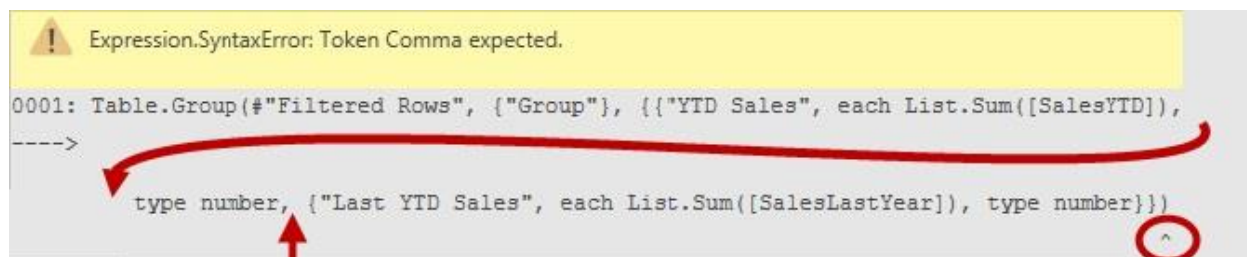 Expression.SyntaxError: Token Comma expected.
0001: Table.Group(#"Filtered Rows", {"Group"}, {{"YTD Sales", each List.Sum([SalesYTD]),
---->
type number, {"Last YTD Sales", each List.Sum([SalesLastYear]), type number}})
^